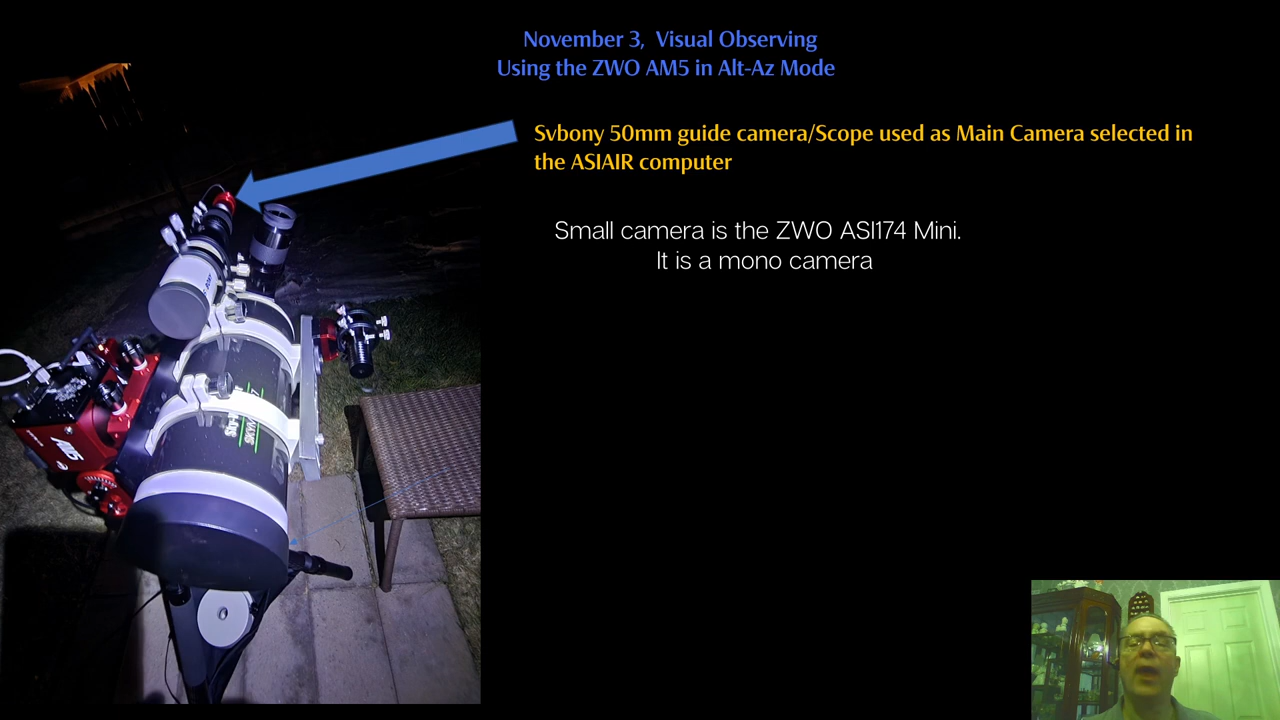 November 3, Visual Observing
Using the ZWO AM5 in Alt-Az Mode
Svbony 50mm guide camera/Scope used as Main Camera selected in
the ASIAIR computer
Small camera is the ZWO ASI174 Mini.
It is a mono camera
AM5